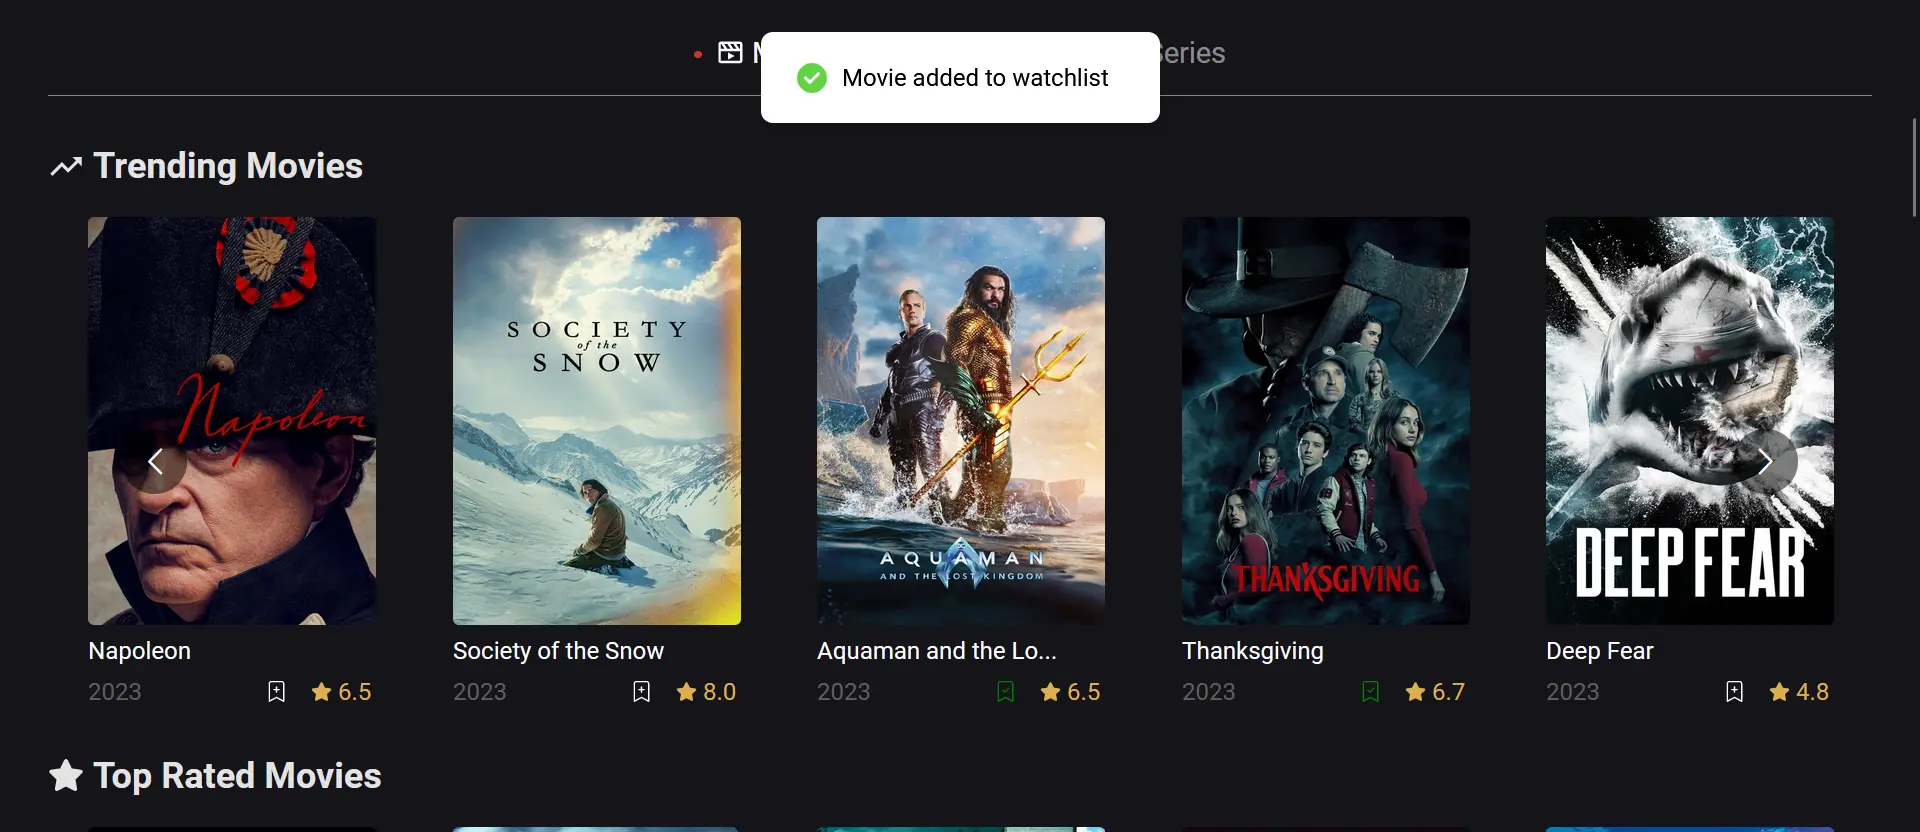 Movie added to watchlist
Series
Trending Movies
Napoleon
SOCIETY
of the
SNOW
AQUAMAN
AND THE LOST KINGDOM
THANKSGIVING
DEEP FEAR
Napoleon
2023
6.5
Society of the Snow
2023
8.0
Aquaman and the Lo...
2023
6.5
Thanksgiving
2023
6.7
Deep Fear
2023
4.8
Top Rated Movies